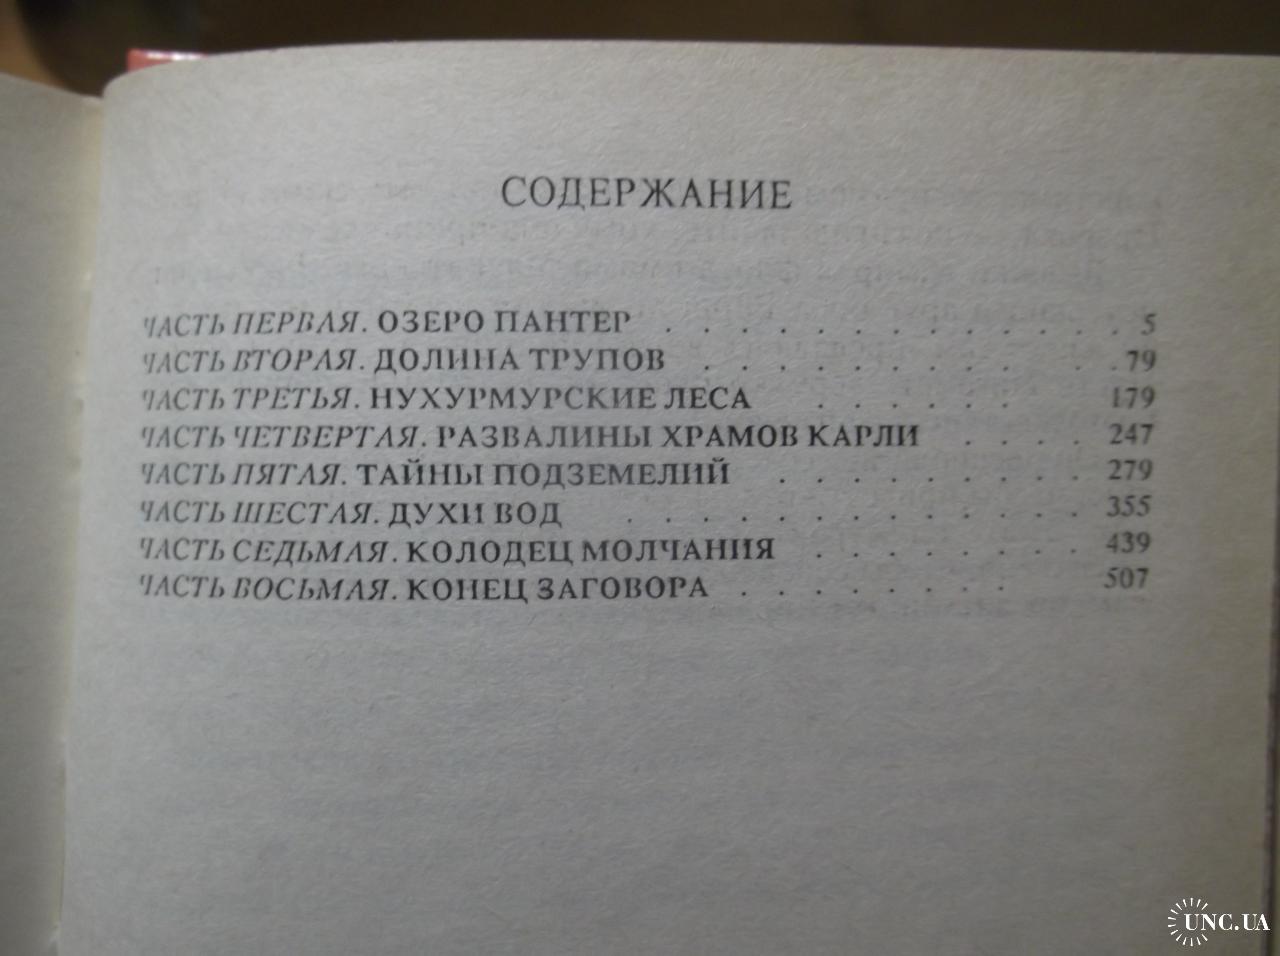 СОДЕРЖАНИЕ
ЧАСТЬ ПЕРВАЯ. ОЗЕРО ПАНТЕР . . . . . . . . . . . . . 5
ЧАСТЬ ВТОРАЯ. ДОЛИНА ТРУПОВ . . . . . . . . . . . 79
ЧАСТЬ ТРЕТЬЯ. НУХУРМУРСКИЕ ЛЕСА . . . . . . 179
ЧАСТЬ ЧЕТВЕРТАЯ. РАЗВАЛИНЫ ХРАМОВ КАРЛИ . . . . 247
ЧАСТЬ ПЯТАЯ. ТАЙНЫ ПОДЗЕМЕЛИЙ . . . . . . . . . 279
ЧАСТЬ ШЕСТАЯ. ДУХИ ВОД . . . . . . . . . . . . . 355
ЧАСТЬ СЕДЬМАЯ. КОЛОДЕЦ МОЛЧАНИЯ . . . . . . . . 439
ЧАСТЬ ВОСЬМАЯ. КОНЕЦ ЗАГОВОРА . . . . . . . . 507
UNC.UA